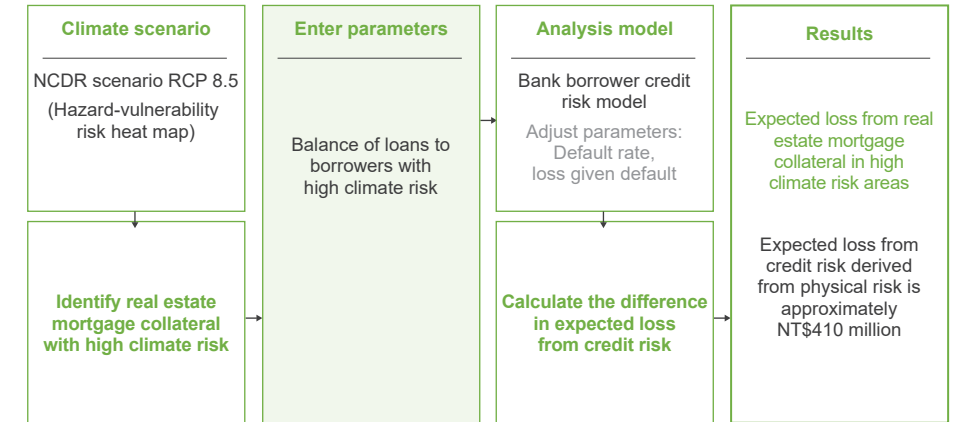 Climate scenario
NCDR scenario RCP 8.5
(Hazard-vulnerability
risk heat map)
Identify real estate
mortgage collateral
with high climate risk
Enter parameters
Balance of loans to
borrowers with
high climate risk
Analysis model
Bank borrower credit
risk model
Adjust parameters:
Default rate,
loss given default
Calculate the difference
in expected loss
from credit risk
Results
Expected loss from real
estate mortgage
collateral in high
climate risk areas
Expected loss from
credit risk derived
from physical risk is
approximately
NT$410 million